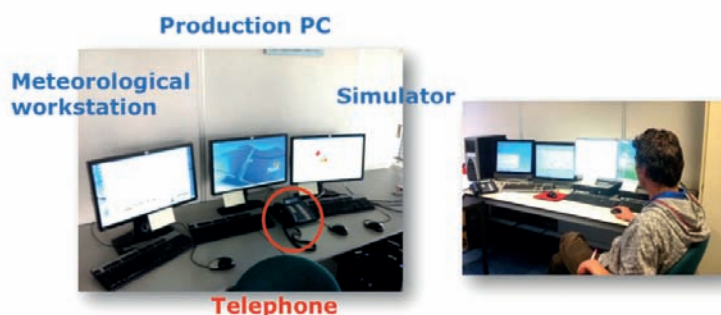 Production PC
Meteorological
workstation
Simulator
Telephone